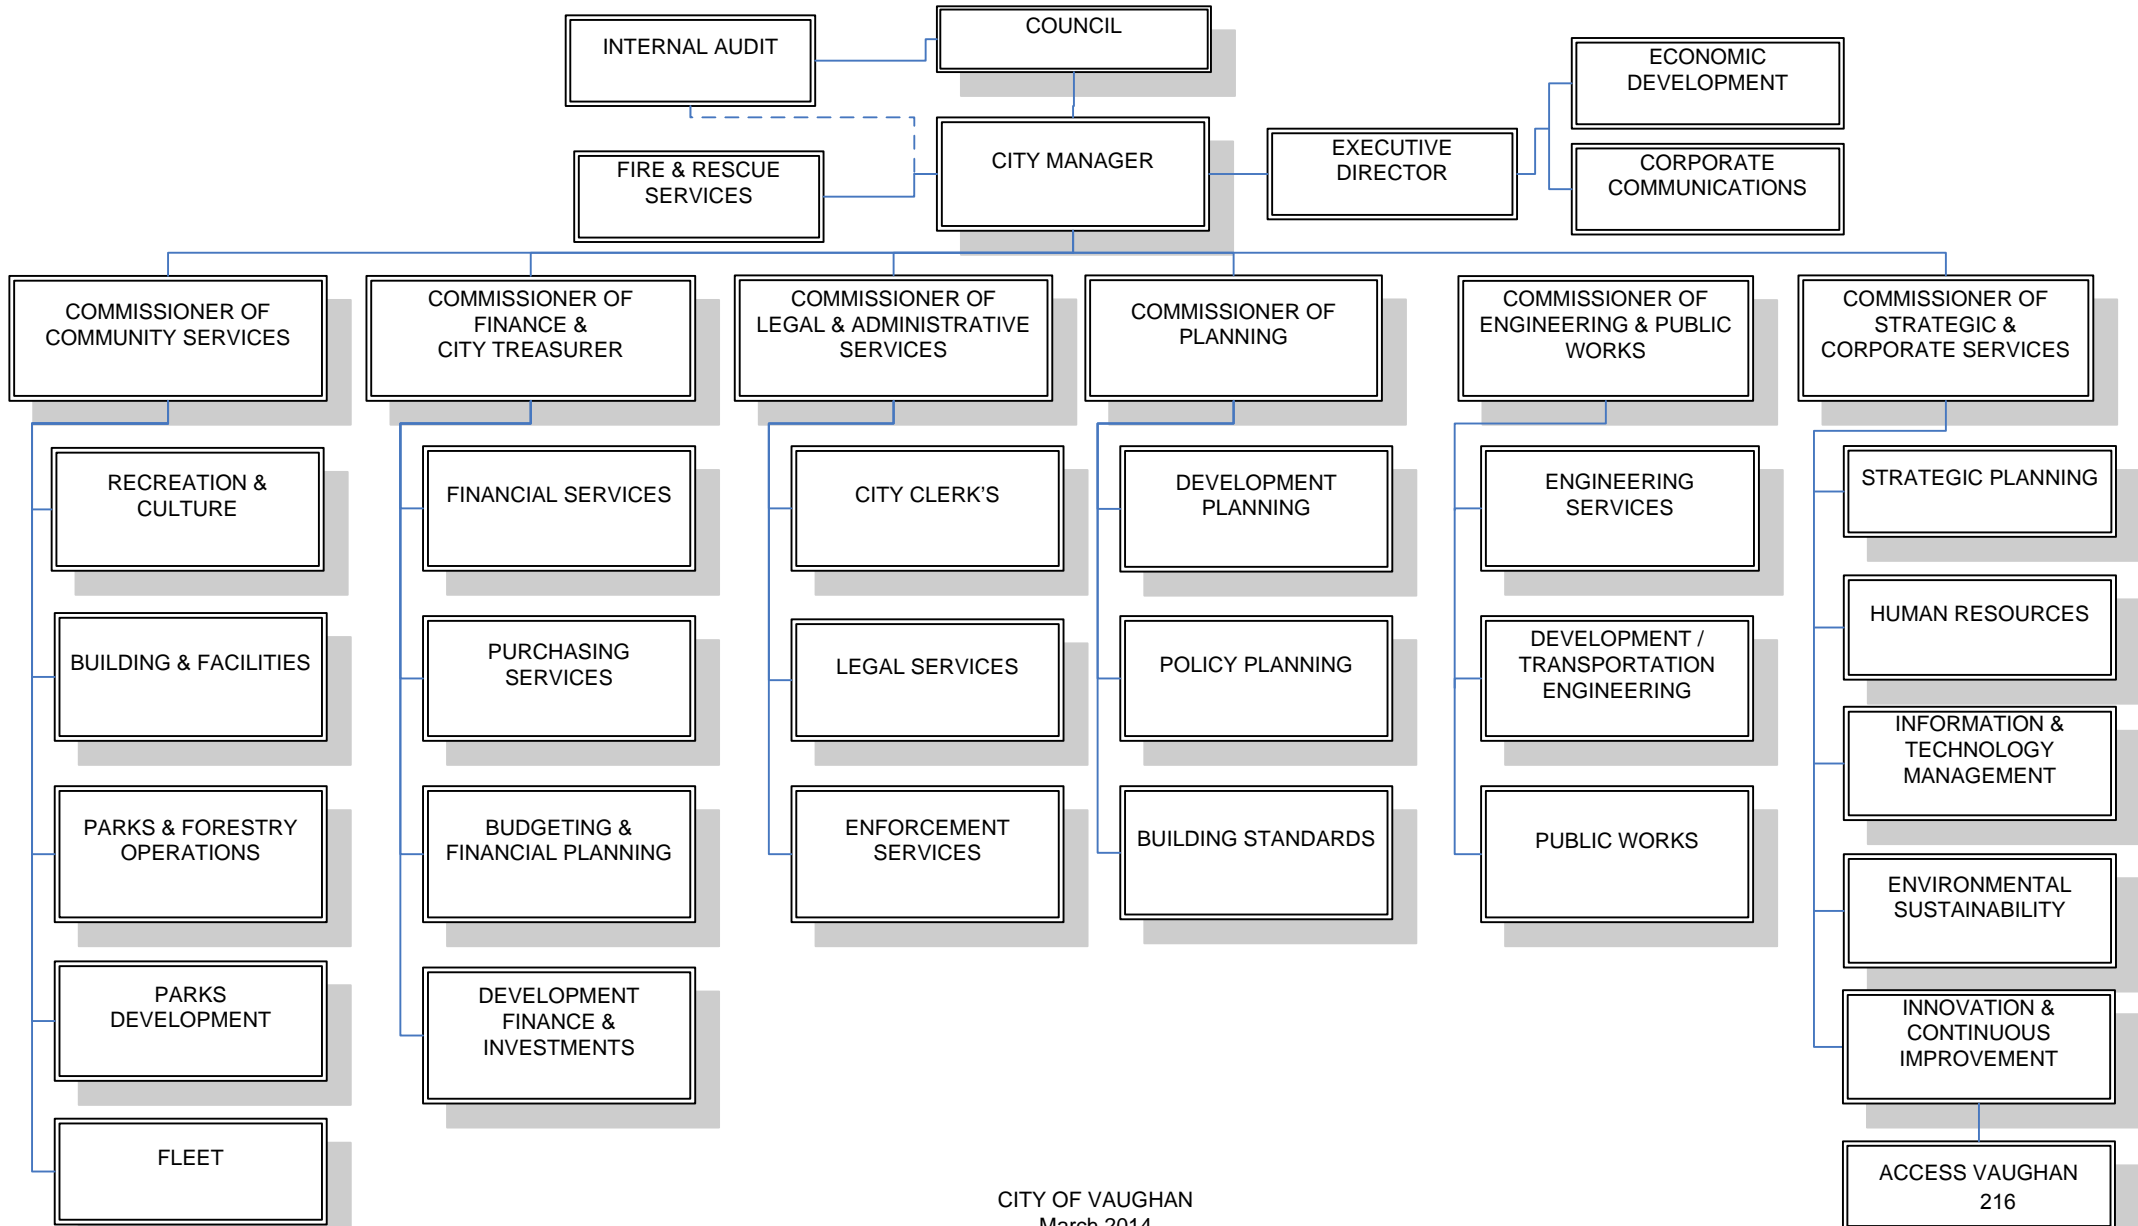 INTERNAL AUDIT
COUNCIL
ECONOMIC
DEVELOPMENT
CORPORATE
COMMUNICATIONS
EXECUTIVE
DIRECTOR
CITY MANAGER
FIRE & RESCUE
SERVICES
COMMISSIONER OF
COMMUNITY SERVICES
COMMISSIONER OF
FINANCE &
CITY TREASURER
COMMISSIONER OF
LEGAL & ADMINISTRATIVE
SERVICES
COMMISSIONER OF
PLANNING
COMMISSIONER OF
ENGINEERING & PUBLIC
WORKS
COMMISSIONER OF
STRATEGIC &
CORPORATE SERVICES
RECREATION &
CULTURE
BUILDING & FACILITIES
PARKS & FORESTRY
OPERATIONS
PARKS
DEVELOPMENT
FLEET
FINANCIAL SERVICES
PURCHASING
SERVICES
BUDGETING &
FINANCIAL PLANNING
DEVELOPMENT
FINANCE &
INVESTMENTS
CITY CLERK’S
LEGAL SERVICES
ENFORCEMENT
SERVICES
DEVELOPMENT
PLANNING
POLICY PLANNING
BUILDING STANDARDS
ENGINEERING
SERVICES
DEVELOPMENT /
TRANSPORTATION
ENGINEERING
PUBLIC WORKS
STRATEGIC PLANNING
HUMAN RESOURCES
INFORMATION &
TECHNOLOGY
MANAGEMENT
ENVIRONMENTAL
SUSTAINABILITY
INNOVATION &
CONTINUOUS
IMPROVEMENT
ACCESS VAUGHAN
216
CITY OF VAUGHAN
March 2014